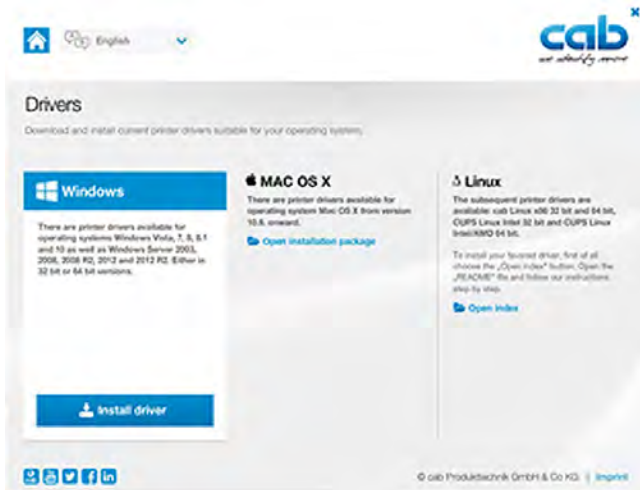 English
cab
we identify more
Drivers
Download and install current printer drivers suitable for your operating system.
Windows
There are printer drivers available for
operating systems Windows Vista, 7, 8, 8.1
and 10 as well as Windows Server 2003,
2008, 2008 R2, 2012 and 2012 R2. Either in
32 bit or 64 bit versions.
Install driver
MAC OS X
There are printer drivers available for
operating system Mac OS X from version
10.6. onward.
Open installation package
Linux
The subsequent printer drivers are
available: cab Linux x86 32 bit and 64 bit,
CUPS Linux Intel 32 bit and CUPS Linux
Intel/AMD 64 bit.
To install your favored driver, first of all
choose the „Open index" button. Open the
„README" file and follow our instructions
step by step.
Open index
© cab Produkttechnik GmbH & Co KG. | Imprint